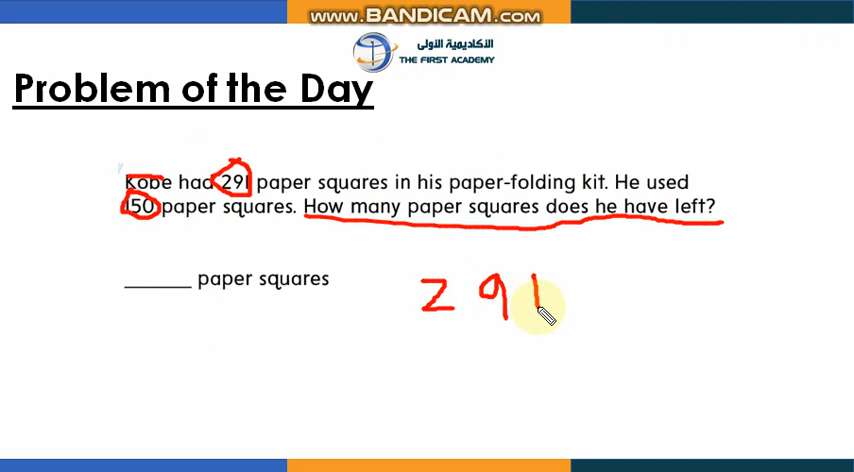 www.BANDICAM.com
الأكاديمية الأولى
THE FIRST ACADEMY
Problem of the Day
Kobe had 291 paper squares in his paper-folding kit. He used
150 paper squares. How many paper squares does he have left?
______ paper squares
291